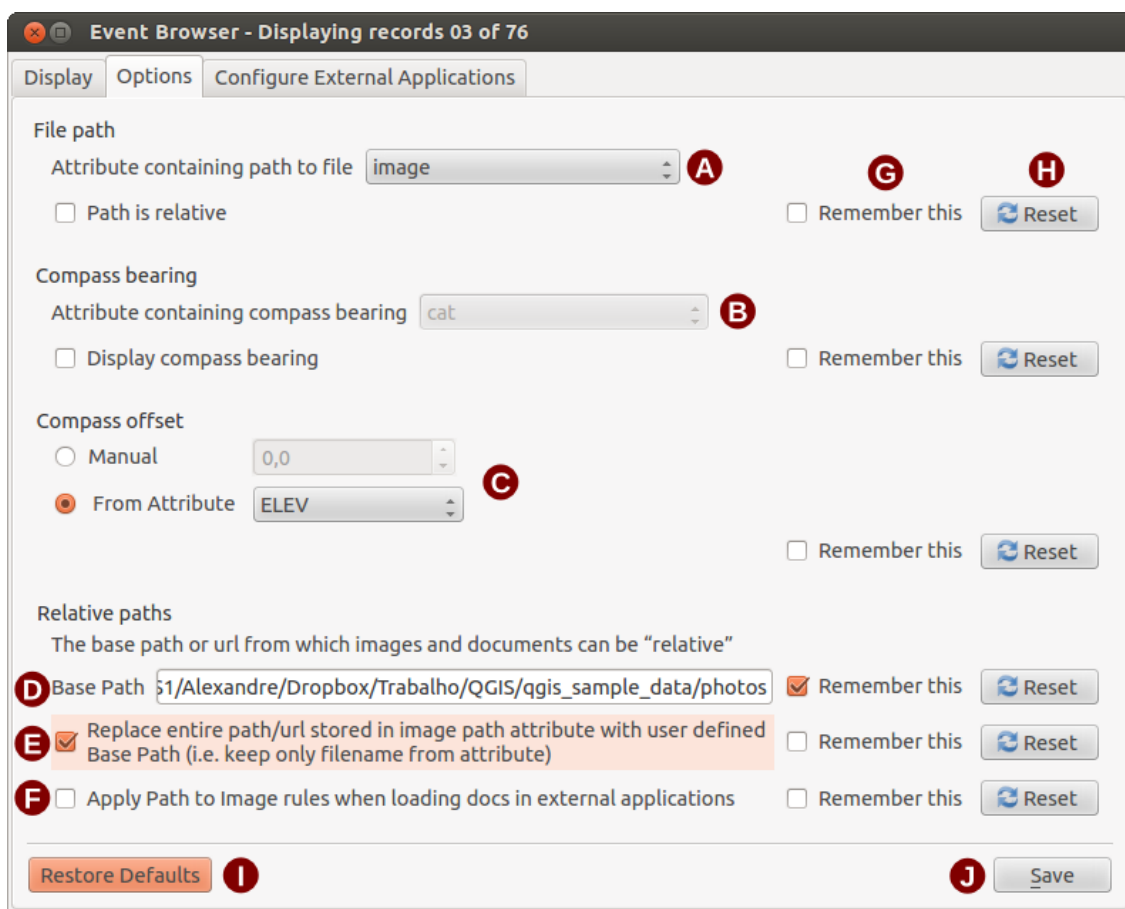 Event Browser - Displaying records 03 of 76
Display Options Configure External Applications
File path
Attribute containing path to file image A G H
Path is relative Remember this Reset
Compass bearing
Attribute containing compass bearing cat B
Display compass bearing Remember this Reset
Compass offset
Manual 0,0
C
From Attribute ELEV
Remember this Reset
Relative paths
The base path or url from which images and documents can be “relative”
D Base Path 51/Alexandre/Dropbox/Trabalho/QGIS/qgis_sample_data/photos Remember this Reset
E Replace entire path/url stored in image path attribute with user defined
Base Path (i.e. keep only filename from attribute) Remember this Reset
F Apply Path to Image rules when loading docs in external applications Remember this Reset
Restore Defaults I J Save